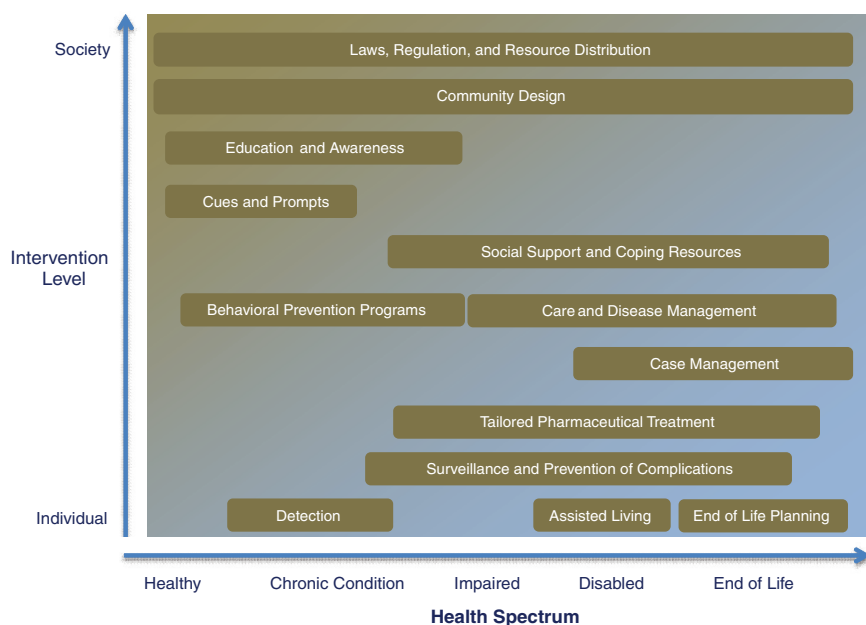 Society
Laws, Regulation, and Resource Distribution
Community Design
Education and Awareness
Cues and Prompts
Social Support and Coping Resources
Intervention
Level
Behavioral Prevention Programs
Care and Disease Management
Case Management
Tailored Pharmaceutical Treatment
Surveillance and Prevention of Complications
Individual
Detection
Assisted Living
End of Life Planning
Healthy
Chronic Condition
Impaired
Disabled
End of Life
Health Spectrum